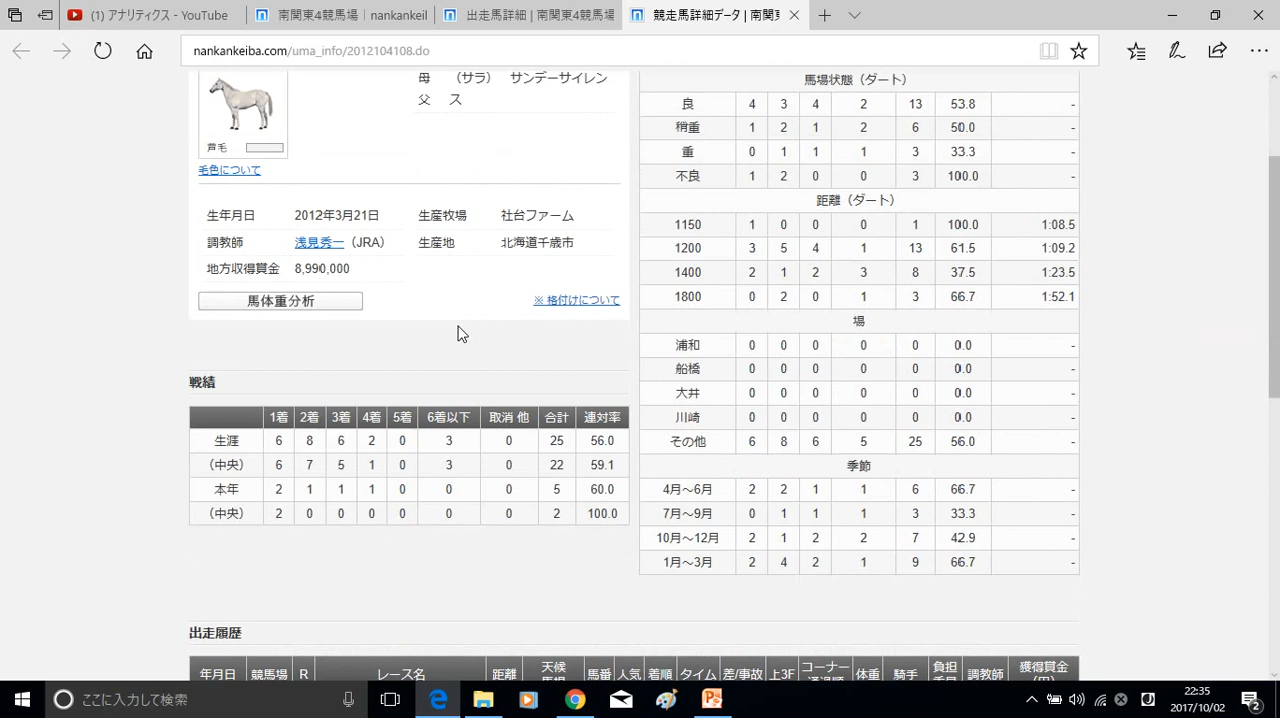 アナリティクス - YouTube
南関東4競馬場｜nankankeil
出走馬詳細 | 南関東4競馬場
競走馬詳細データ | 南関東
nankankeiba.com/uma_info/2012104108.do
母 （サラ） サンデーサイレン
父 ス
芦毛
毛色について
生年月日 2012年3月21日 生産牧場 社台ファーム
調教師 浅見秀一（JRA） 生産地 北海道千歳市
地方収得賞金 8,990,000
馬体重分析 ※ 格付けについて
戦結
1着 2着 3着 4着 5着 6着以下 取消 他 合計 連対率
生涯 6 8 6 2 0 3 0 25 56.0
（中央） 6 7 5 1 0 3 0 22 59.1
本年 2 1 1 1 0 0 0 5 60.0
（中央） 2 0 0 0 0 0 0 2 100.0
馬場状態（ダート）
良 4 3 4 2 13 53.8 -
稍重 1 2 1 2 6 50.0 -
重 0 1 1 1 3 33.3 -
不良 1 2 0 0 3 100.0 -
距離（ダート）
1150 1 0 0 0 1 100.0 1:08.5
1200 3 5 4 1 13 61.5 1:09.2
1400 2 1 2 3 8 37.5 1:23.5
1800 0 2 0 1 3 66.7 1:52.1
場
浦和 0 0 0 0 0 0.0 -
船橋 0 0 0 0 0 0.0 -
大井 0 0 0 0 0 0.0 -
川崎 0 0 0 0 0 0.0 -
その他 6 8 6 5 25 56.0 -
季節
4月～6月 2 2 1 1 6 66.7 -
7月～9月 0 1 1 1 3 33.3 -
10月～12月 2 1 2 2 7 42.9 -
1月～3月 2 4 2 1 9 66.7 -
出走履歴
年月日 競馬場 R レース名 距離 天候 馬番 人気 着順 タイム 差/事故 上3F コーナー 体重 騎手 負担 調教師 獲得賞金
ここに入力して検索
22:35
2017/10/02